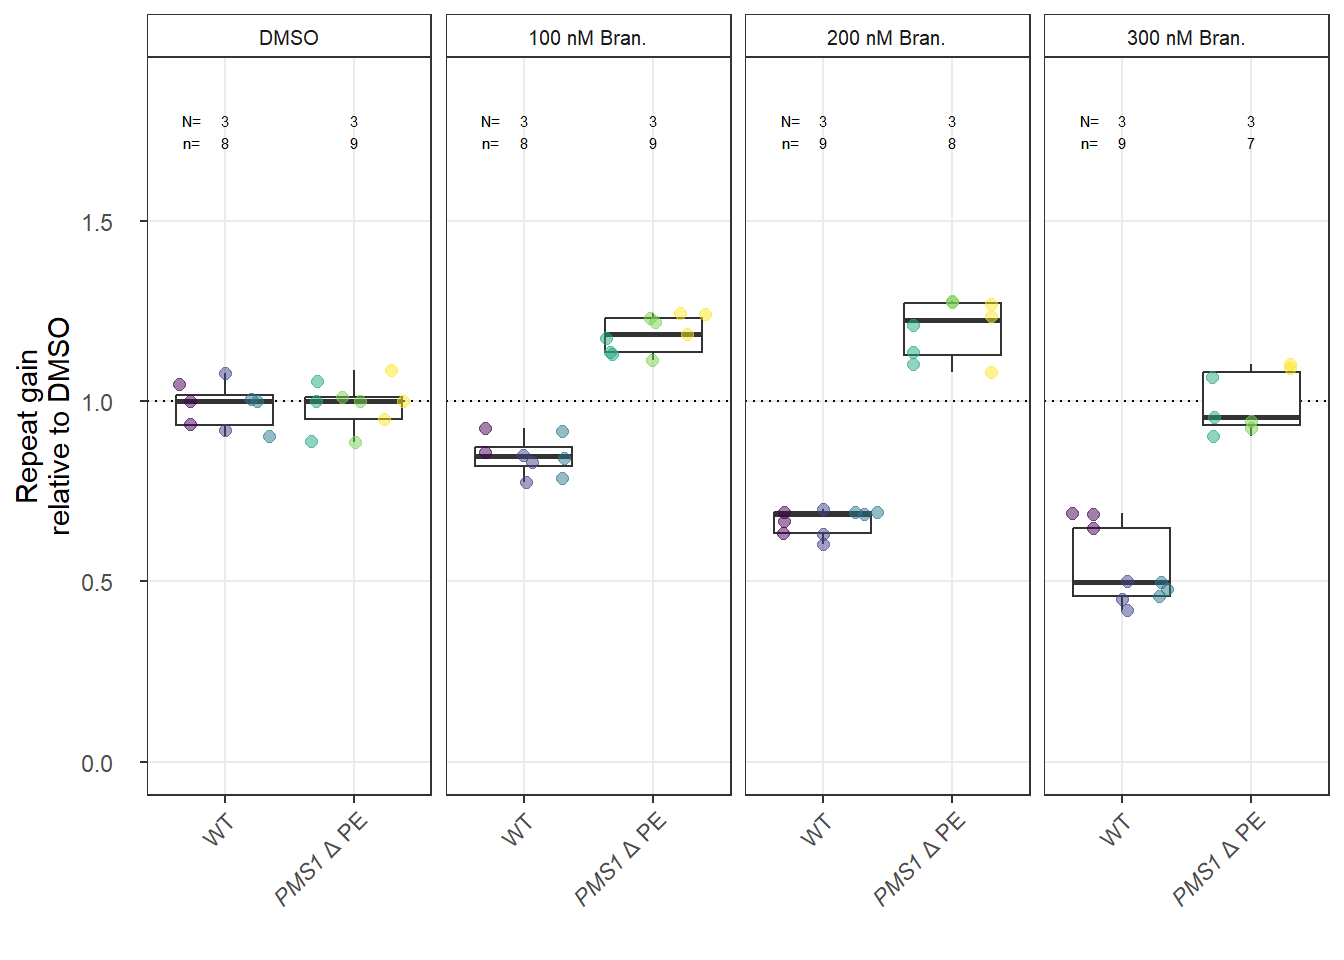 DMSO
100 nM Bran.
200 nM Bran.
300 nM Bran.
N= 3 3
n= 8 9
N= 3 3
n= 8 9
N= 3 3
n= 9 8
N= 3 3
n= 9 7
Repeat gain
relative to DMSO
1.5
1.0
0.5
0.0
WT
PMS1 Δ PE
WT
PMS1 Δ PE
WT
PMS1 Δ PE
WT
PMS1 Δ PE